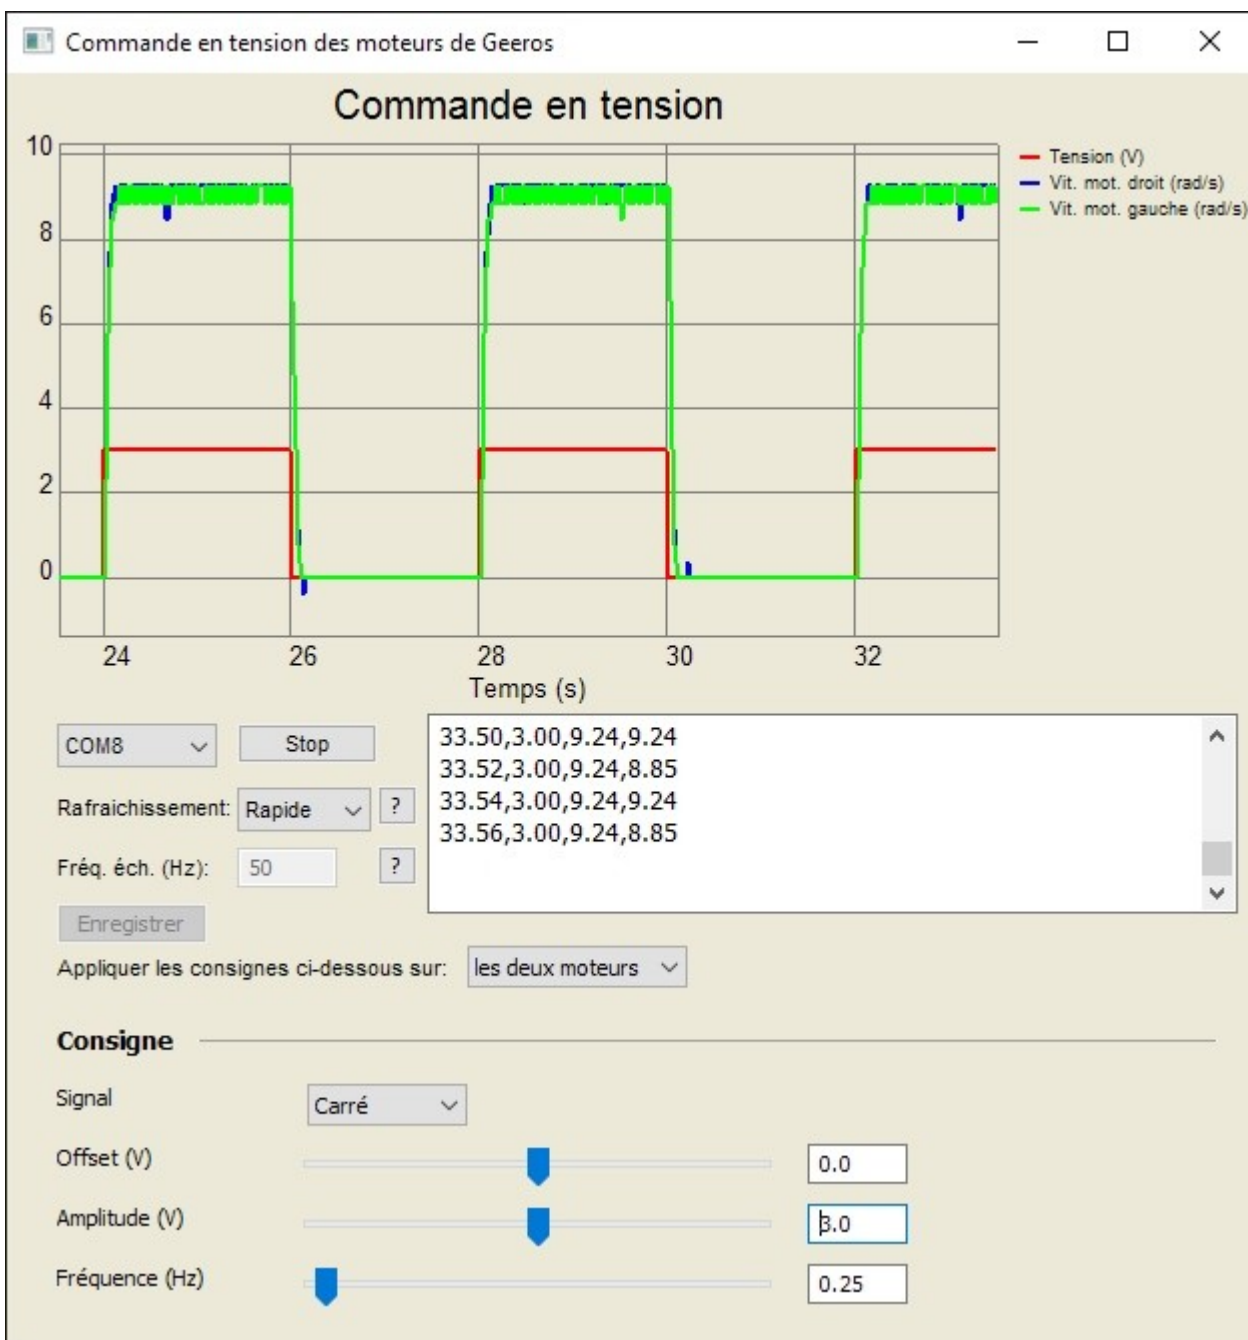 Commande en tension des moteurs de Geeros
Commande en tension
10
8
6
4
2
0
Tension (V)
Vit. mot. droit (rad/s)
Vit. mot. gauche (rad/s)
24 26 28 30 32
Temps (s)
COM8 Stop
Rafraichissement: Rapide ?
Fréq. éch. (Hz): 50 ?
Enregistrer
33.50,3.00,9.24,9.24
33.52,3.00,9.24,8.85
33.54,3.00,9.24,9.24
33.56,3.00,9.24,8.85
Appliquer les consignes ci-dessous sur: les deux moteurs
Consigne
Signal Carré
Offset (V) 0.0
Amplitude (V) 3.0
Fréquence (Hz) 0.25